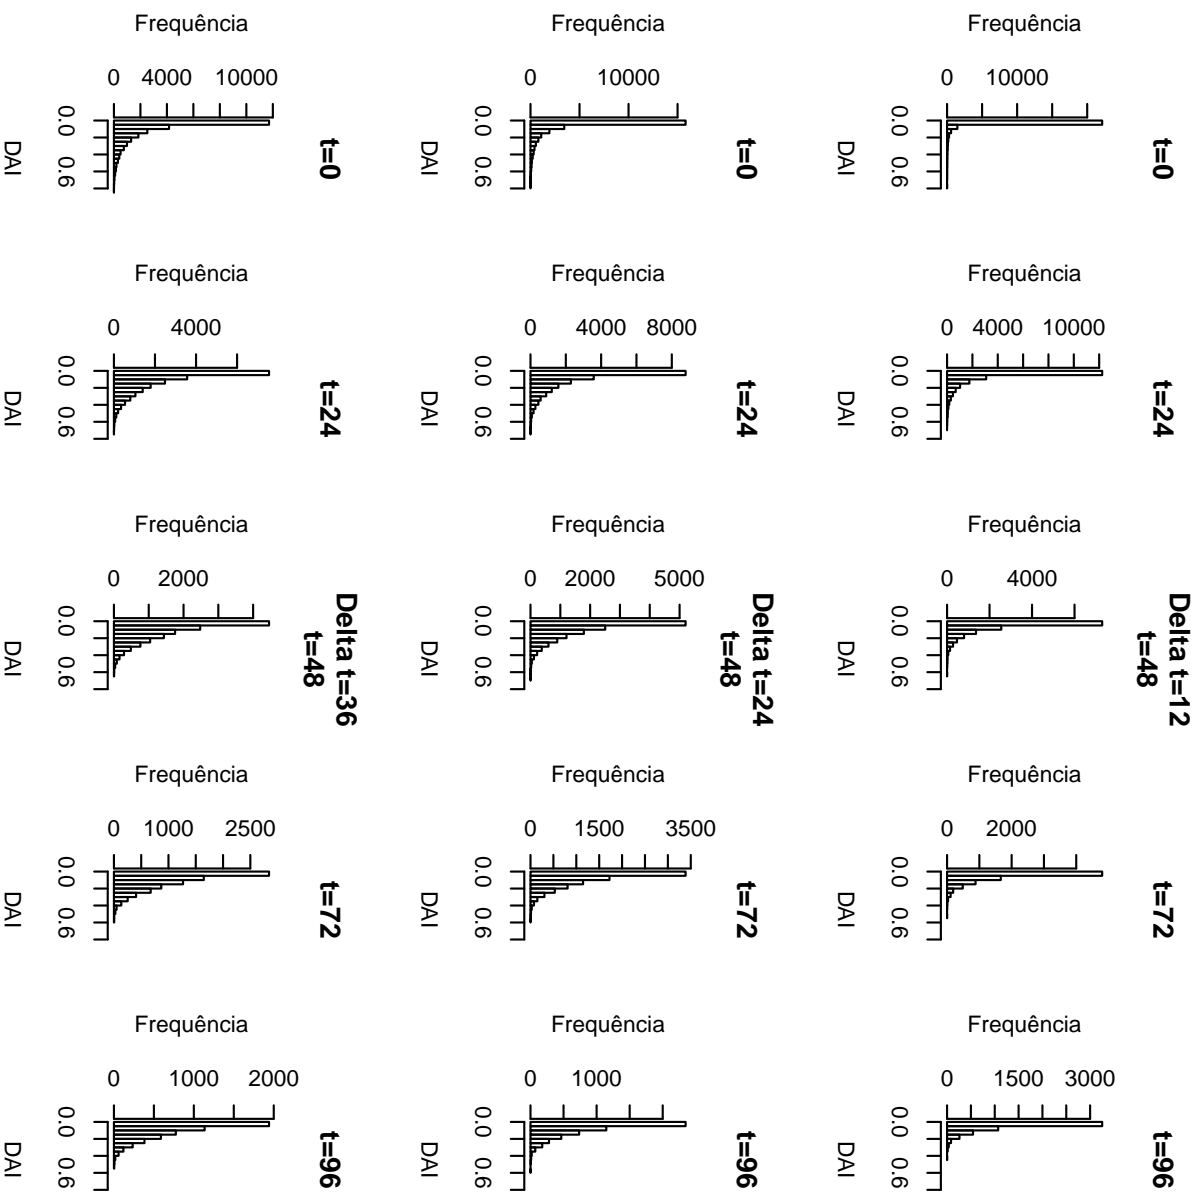 Delta t=12
t=0
Frequência
0 10000
0.0 0.6
DAI
t=24
Frequência
0 4000 10000
0.0 0.6
DAI
t=48
Frequência
0 4000
0.0 0.6
DAI
t=72
Frequência
0 2000
0.0 0.6
DAI
t=96
Frequência
0 1500 3000
0.0 0.6
DAI
Delta t=24
t=0
Frequência
0 10000
0.0 0.6
DAI
t=24
Frequência
0 4000 8000
0.0 0.6
DAI
t=48
Frequência
0 2000 5000
0.0 0.6
DAI
t=72
Frequência
0 1500 3500
0.0 0.6
DAI
t=96
Frequência
0 1000
0.0 0.6
DAI
Delta t=36
t=0
Frequência
0 4000 10000
0.0 0.6
DAI
t=24
Frequência
0 4000
0.0 0.6
DAI
t=48
Frequência
0 2000
0.0 0.6
DAI
t=72
Frequência
0 1000 2500
0.0 0.6
DAI
t=96
Frequência
0 1000 2000
0.0 0.6
DAI